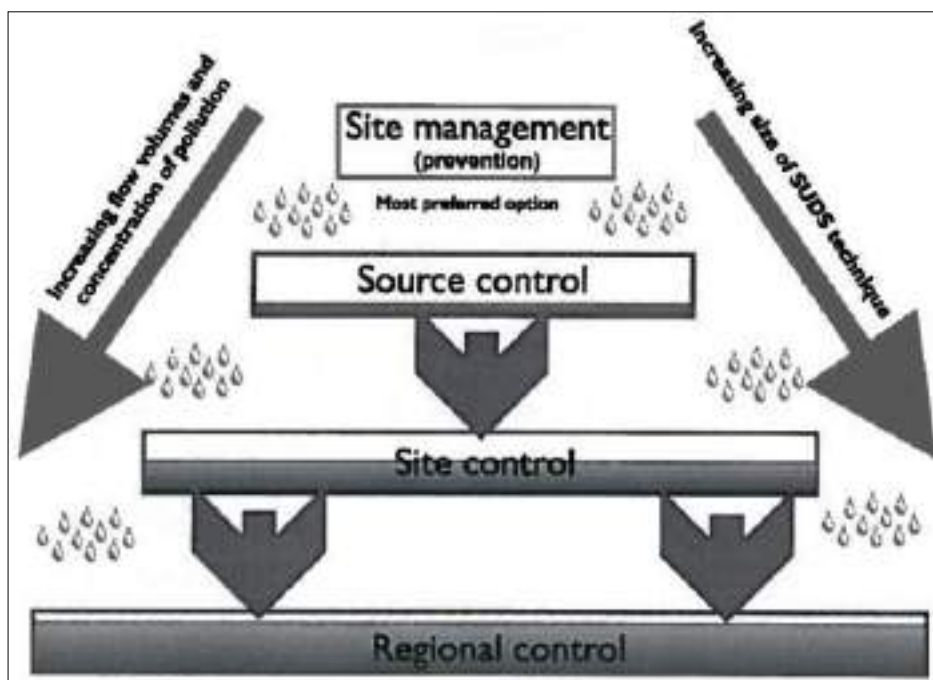 Increasing flow volumes and
concentration of pollution
Increasing size of SUDS technique
Site management
(prevention)
Most preferred option
Source control
Site control
Regional control